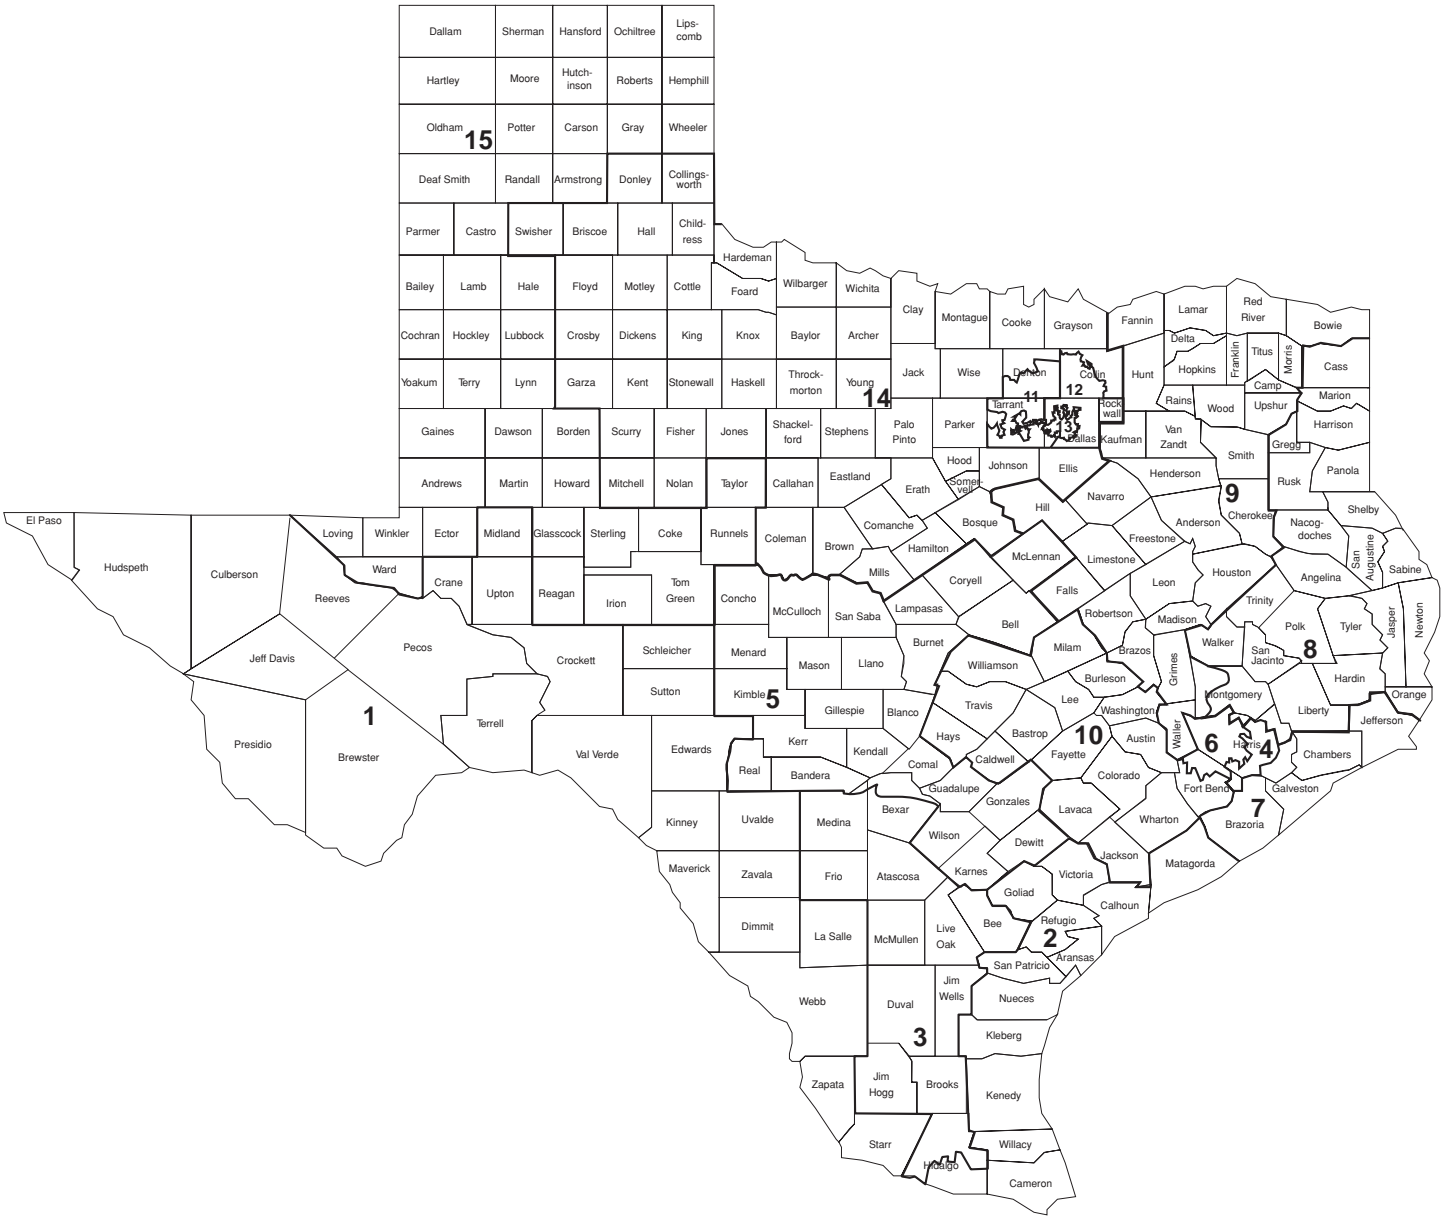 Dallam
Sherman
Hansford
Ochiltree
Lips-
comb
Hartley
Moore
Hutch-
inson
Roberts
Hemphill
Oldham
15
Potter
Carson
Gray
Wheeler
Deaf Smith
Randall
Armstrong
Donley
Collings-
worth
Parmer
Castro
Swisher
Briscoe
Hall
Child-
ress
Hardeman
Bailey
Lamb
Hale
Floyd
Motley
Cottle
Foard
Wilbarger
Wichita
Clay
Montague
Cooke
Grayson
Fannin
Lamar
Red
River
Bowie
Cochran
Hockley
Lubbock
Crosby
Dickens
King
Knox
Baylor
Archer
Delta
Hopkins
Franklin
Titus
Morris
Cass
Yoakum
Terry
Lynn
Garza
Kent
Stonewall
Haskell
Throck-
morton
Young
14
Jack
Wise
Denton
11
Collin
12
Hunt
Camp
Marion
Rains
Wood
Upshur
Harrison
Gaines
Dawson
Borden
Scurry
Fisher
Jones
Shackel-
ford
Stephens
Palo
Pinto
Parker
Tarrant
13
Dallas
Rock
wall
Kaufman
Van
Zandt
Smith
Gregg
Andrews
Martin
Howard
Mitchell
Nolan
Taylor
Callahan
Eastland
Erath
Hood
Somer-
vell
Johnson
Ellis
Henderson
9
Rusk
Panola
El Paso
Hudspeth
Culberson
Loving
Winkler
Ector
Midland
Glasscock
Sterling
Coke
Runnels
Coleman
Brown
Comanche
Hamilton
Bosque
Hill
Navarro
Anderson
Cherokee
Nacog-
doches
Shelby
Reeves
Ward
Crane
Upton
Reagan
Irion
Tom
Green
Concho
McCulloch
San Saba
Mills
Lampasas
Coryell
McLennan
Limestone
Freestone
Leon
Houston
Angelina
San
Augustine
Sabine
Jeff Davis
Pecos
Crockett
Schleicher
Menard
Mason
Llano
Burnet
Bell
Falls
Robertson
Madison
Trinity
Polk
8
Tyler
Jasper
Newton
Presidio
1
Brewster
Terrell
Val Verde
Sutton
Kimble
5
Gillespie
Blanco
Williamson
Milam
Brazos
Grimes
Walker
San
Jacinto
Hardin
Orange
Edwards
Real
Kerr
Bandera
Kendall
Hays
Travis
Bastrop
Lee
Burleson
Washington
Montgomery
Liberty
Jefferson
Comal
Caldwell
Fayette
10
Austin
Waller
6
Harris
4
Chambers
Kinney
Uvalde
Medina
Bexar
Guadalupe
Gonzales
Lavaca
Colorado
Wharton
Fort Bend
7
Brazoria
Galveston
Maverick
Zavala
Frio
Atascosa
Wilson
Karnes
Dewitt
Victoria
Jackson
Matagorda
Dimmit
La Salle
McMullen
Live
Oak
Bee
Goliad
Refugio
2
Aransas
Calhoun
Webb
Duval
3
Jim
Wells
San Patricio
Nueces
Kleberg
Zapata
Jim
Hogg
Brooks
Kenedy
Starr
Hidalgo
Willacy
Cameron